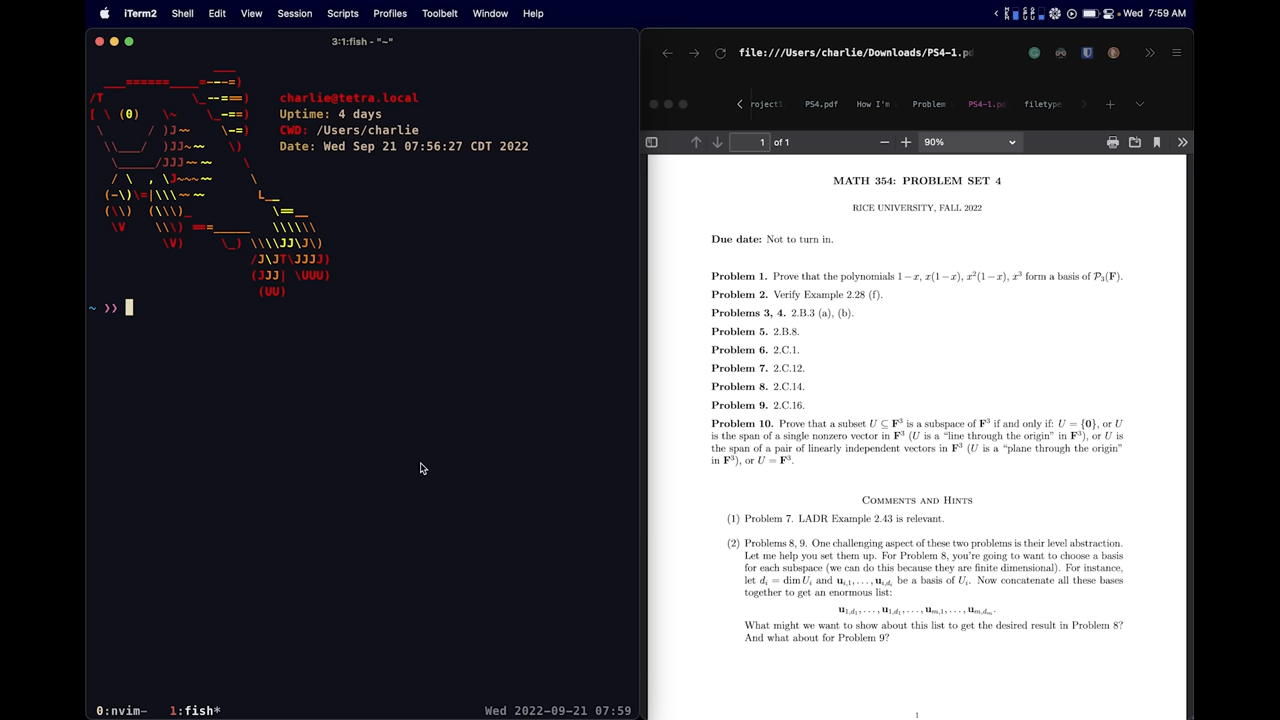 iTerm2 Shell Edit View Session Scripts Profiles Toolbelt Window Help
Wed 7:59 AM
3:1:fish - "~"
file:///Users/charlie/Downloads/PS4-1.pd
charlie@tetra.local
Uptime: 4 days
CWD: /Users/charlie
Date: Wed Sep 21 07:56:27 CDT 2022
~ ❯❯
0:nvim- 1:fish*
Wed 2022-09-21 07:59
roject1 PS4.pdf How I'm Problem PS4-1.pd filetype
1 of 1
90%
MATH 354: PROBLEM SET 4
RICE UNIVERSITY, FALL 2022
Due date: Not to turn in.
Problem 1. Prove that the polynomials 1−x, x(1−x), x²(1−x), x³ form a basis of 𝒫₃(F).
Problem 2. Verify Example 2.28 (f).
Problems 3, 4. 2.B.3 (a), (b).
Problem 5. 2.B.8.
Problem 6. 2.C.1.
Problem 7. 2.C.12.
Problem 8. 2.C.14.
Problem 9. 2.C.16.
Problem 10. Prove that a subset U ⊆ F³ is a subspace of F³ if and only if: U = {0}, or U
is the span of a single nonzero vector in F³ (U is a “line through the origin” in F³), or U is
the span of a pair of linearly independent vectors in F³ (U is a “plane through the origin”
in F³), or U = F³.
COMMENTS AND HINTS
(1) Problem 7. LADR Example 2.43 is relevant.
(2) Problems 8, 9. One challenging aspect of these two problems is their level abstraction.
Let me help you set them up. For Problem 8, you're going to want to choose a basis
for each subspace (we can do this because they are finite dimensional). For instance,
let dᵢ = dim Uᵢ and uᵢ,₁, . . . , uᵢ,dᵢ be a basis of Uᵢ. Now concatenate all these bases
together to get an enormous list:
u₁,d₁, . . . , u₁,d₁, . . . , uₘ,₁, . . . , uₘ,dₘ.
What might we want to show about this list to get the desired result in Problem 8?
And what about for Problem 9?
1